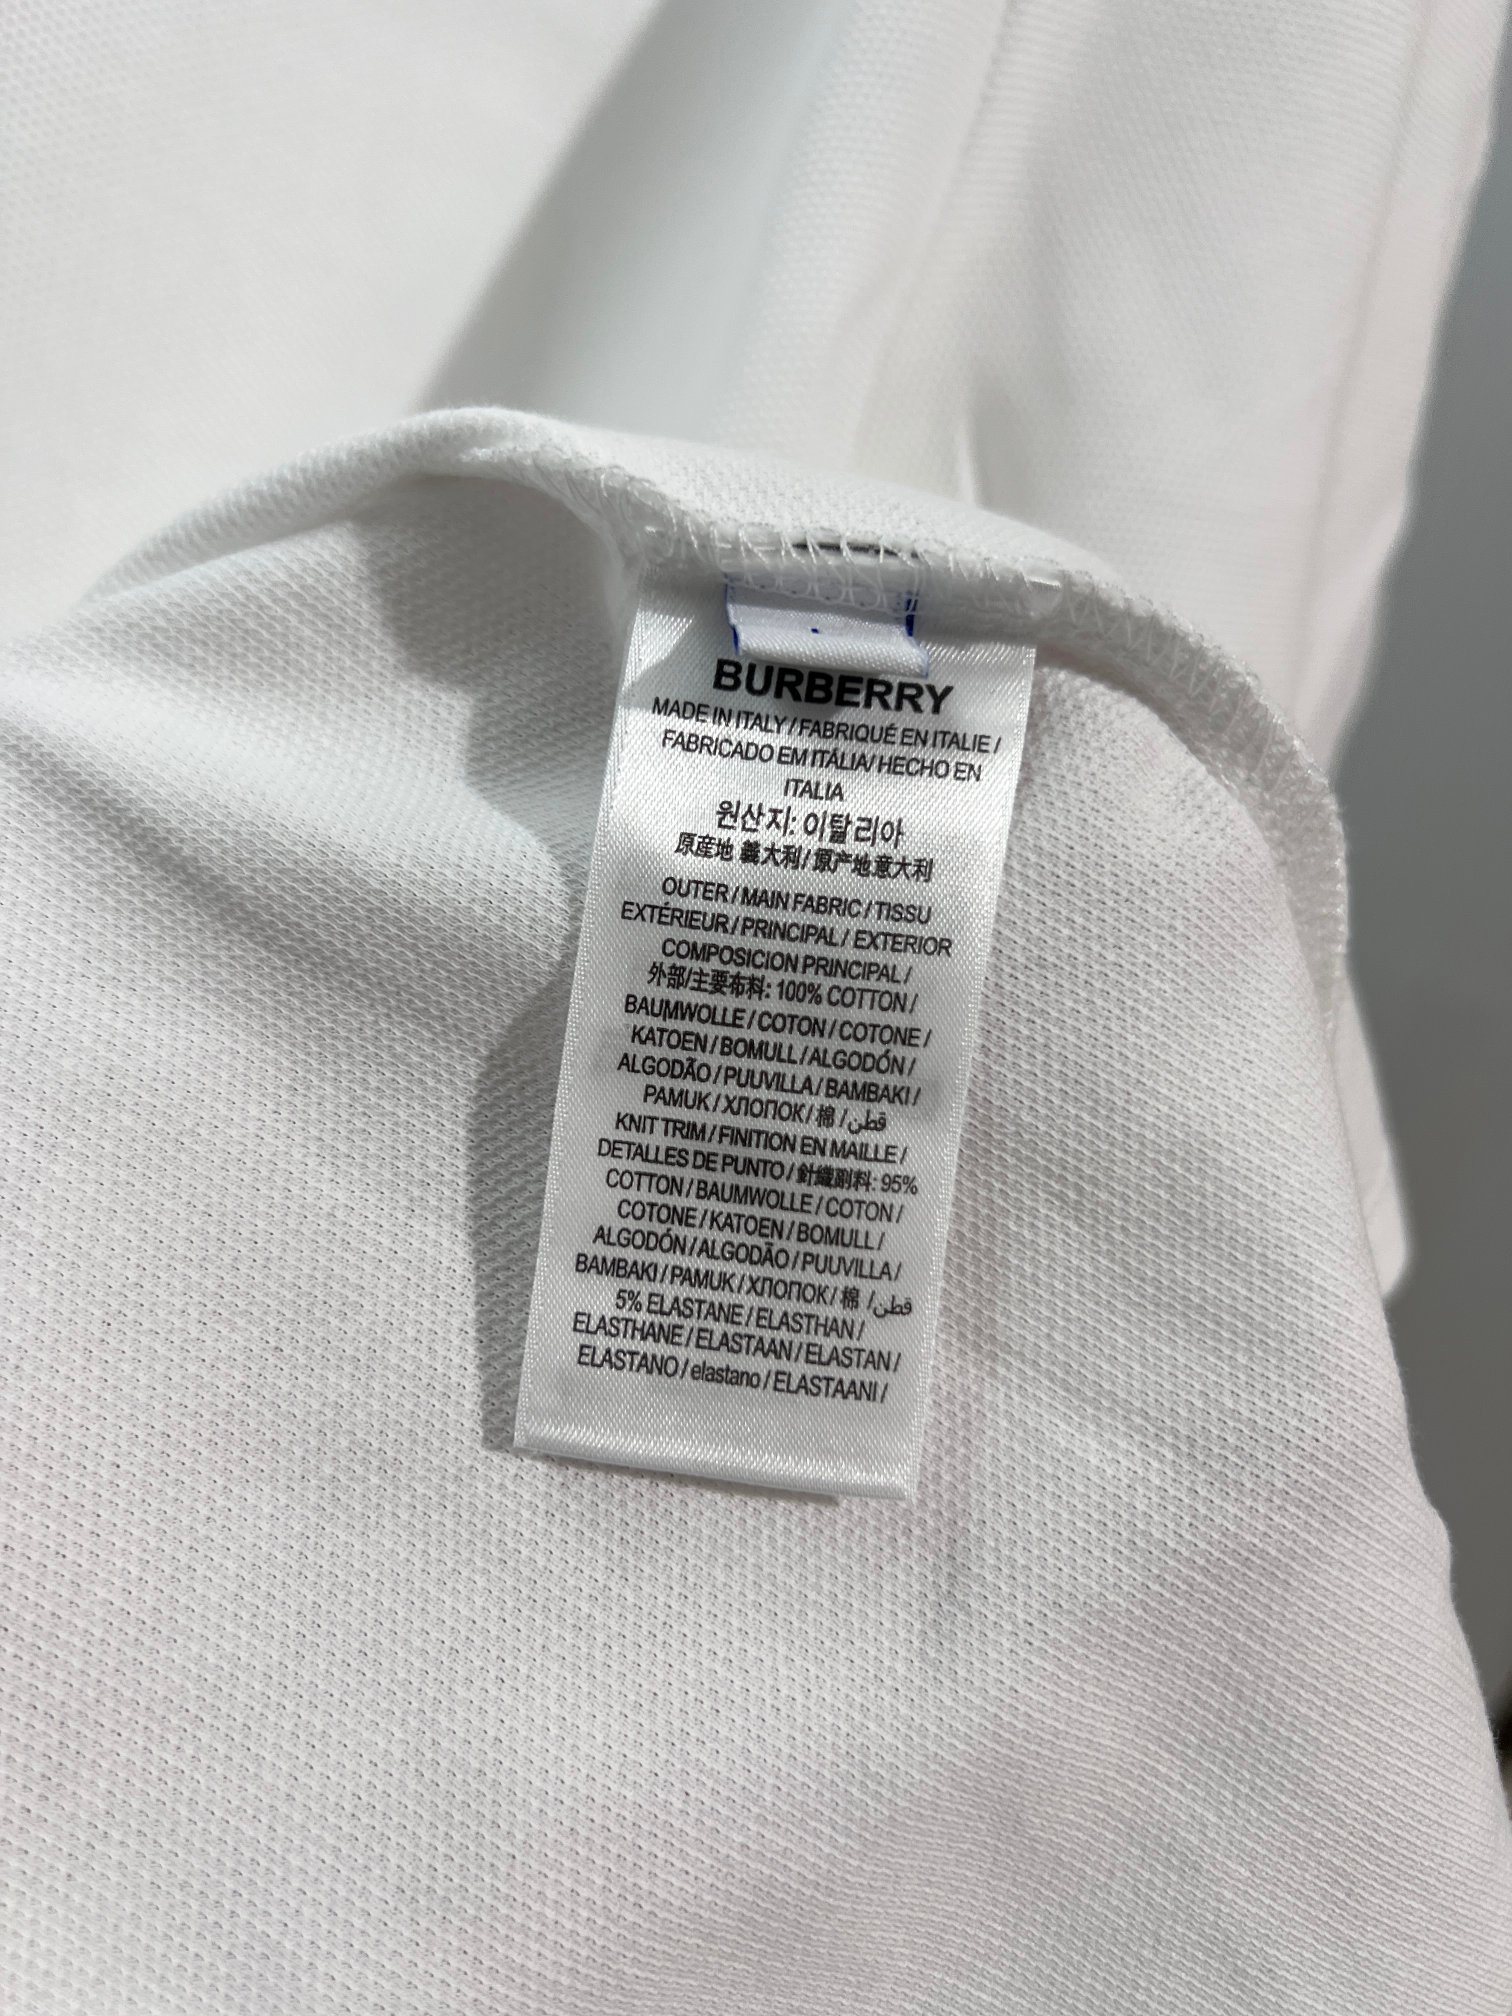 BURBERRY
MADE IN ITALY / FABRIQUÉ EN ITALIE /
FABRICADO EM ITÁLIA/ HECHO EN
ITALIA
원산지: 이탈리아
原産地 義大利 / 原产地意大利
OUTER / MAIN FABRIC / TISSU
EXTÉRIEUR / PRINCIPAL / EXTERIOR
COMPOSICION PRINCIPAL /
外部/主要布料: 100% COTTON /
BAUMWOLLE / COTON / COTONE /
KATOEN / BOMULL / ALGODÓN /
ALGODÃO / PUUVILLA / BAMBAKI /
PAMUK / ХЛОПОК / 棉 / قطن
KNIT TRIM / FINITION EN MAILLE /
DETALLES DE PUNTO / 針織副料: 95%
COTTON / BAUMWOLLE / COTON /
COTONE / KATOEN / BOMULL /
ALGODÓN / ALGODÃO / PUUVILLA /
BAMBAKI / PAMUK / ХЛОПОК / 棉 / قطن
5% ELASTANE / ELASTHAN /
ELASTHANE / ELASTAAN / ELASTAN /
ELASTANO / elastano / ELASTAANI /